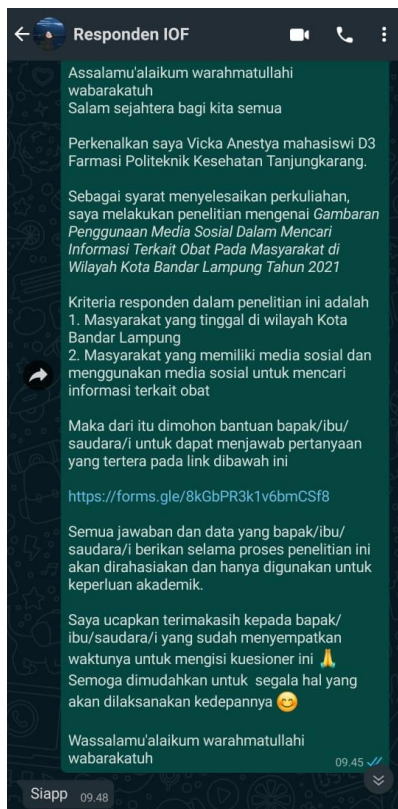 Responden IOF
Assalamu'alaikum warahmatullahi
wabarakatuh
Salam sejahtera bagi kita semua
Perkenalkan saya Vicka Anestya mahasiswi D3
Farmasi Politeknik Kesehatan Tanjungkarang.
Sebagai syarat menyelesaikan perkuliahan,
saya melakukan penelitian mengenai Gambaran
Penggunaan Media Sosial Dalam Mencari
Informasi Terkait Obat Pada Masyarakat di
Wilayah Kota Bandar Lampung Tahun 2021
Kriteria responden dalam penelitian ini adalah
1. Masyarakat yang tinggal di wilayah Kota
Bandar Lampung
2. Masyarakat yang memiliki media sosial dan
menggunakan media sosial untuk mencari
informasi terkait obat
Maka dari itu dimohon bantuan bapak/ibu/
saudara/i untuk dapat menjawab pertanyaan
yang tertera pada link dibawah ini
https://forms.gle/8kGbPR3k1v6bmCSf8
Semua jawaban dan data yang bapak/ibu/
saudara/i berikan selama proses penelitian ini
akan dirahasiakan dan hanya digunakan untuk
keperluan akademik.
Saya ucapkan terimakasih kepada bapak/
ibu/saudara/i yang sudah menyempatkan
waktunya untuk mengisi kuesioner ini 🙏
Semoga dimudahkan untuk  segala hal yang
akan dilaksanakan kedepannya 😊
Wassalamu'alaikum warahmatullahi
wabarakatuh
09.45
Siapp 09.48